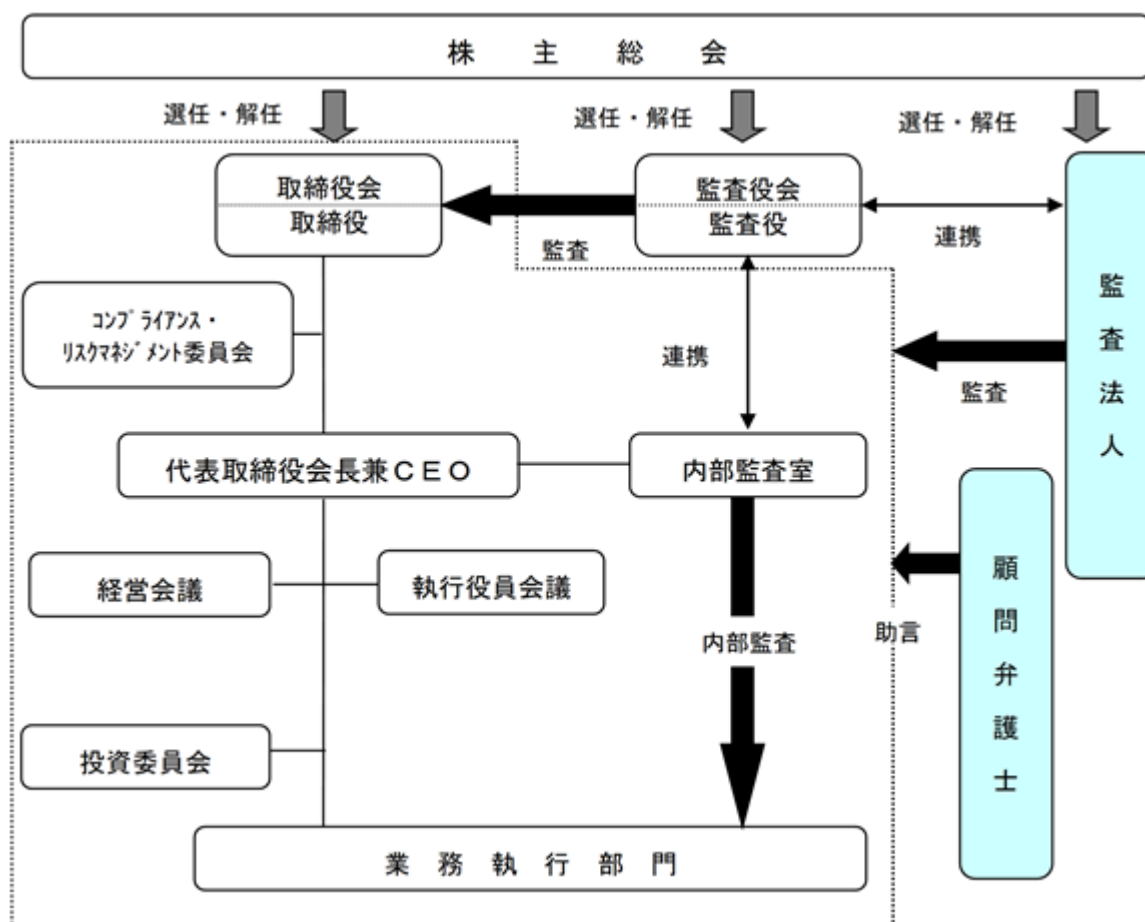 株 主 総 会
選任・解任
選任・解任
選任・解任
取締役会
取締役
監査役会
監査役
監査
連携
監査法人
ｺﾝﾌﾟﾗｲｱﾝｽ・
ﾘｽｸﾏﾈｼﾞﾒﾝﾄ委員会
連携
監査
代表取締役会長兼ＣＥＯ
内部監査室
経営会議
執行役員会議
顧問弁護士
助言
内部監査
投資委員会
業 務 執 行 部 門